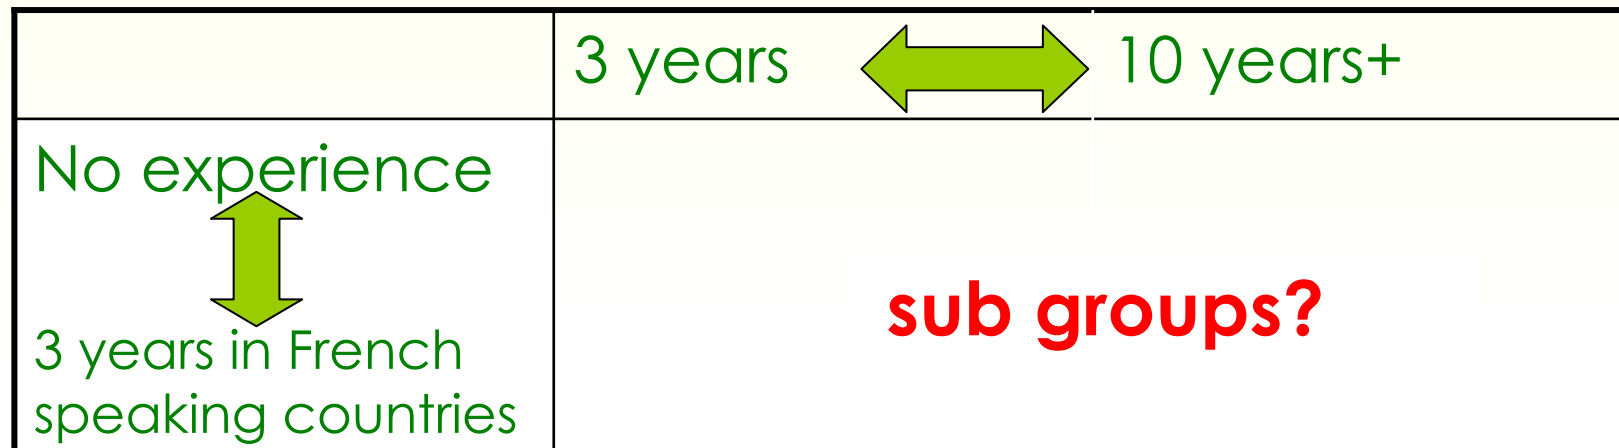 3 years 10 years+
No experience
sub groups?
3 years in French
speaking countries